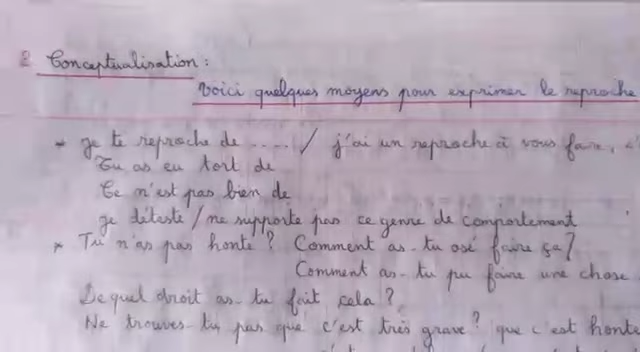 2 Conceptualisation :
Voici quelques moyens pour exprimer le reproche
* je te reproche de ..... / j'ai un reproche à vous faire, c'
Tu as eu tort de
Ce n'est pas bien de
je déteste / ne supporte pas ce genre de comportement
* Tu n'as pas honte ? Comment as-tu osé faire ça ?
Comment as-tu pu faire une chose
De quel droit as-tu fait cela ?
Ne trouves-tu pas que c'est très grave ? que c'est honte